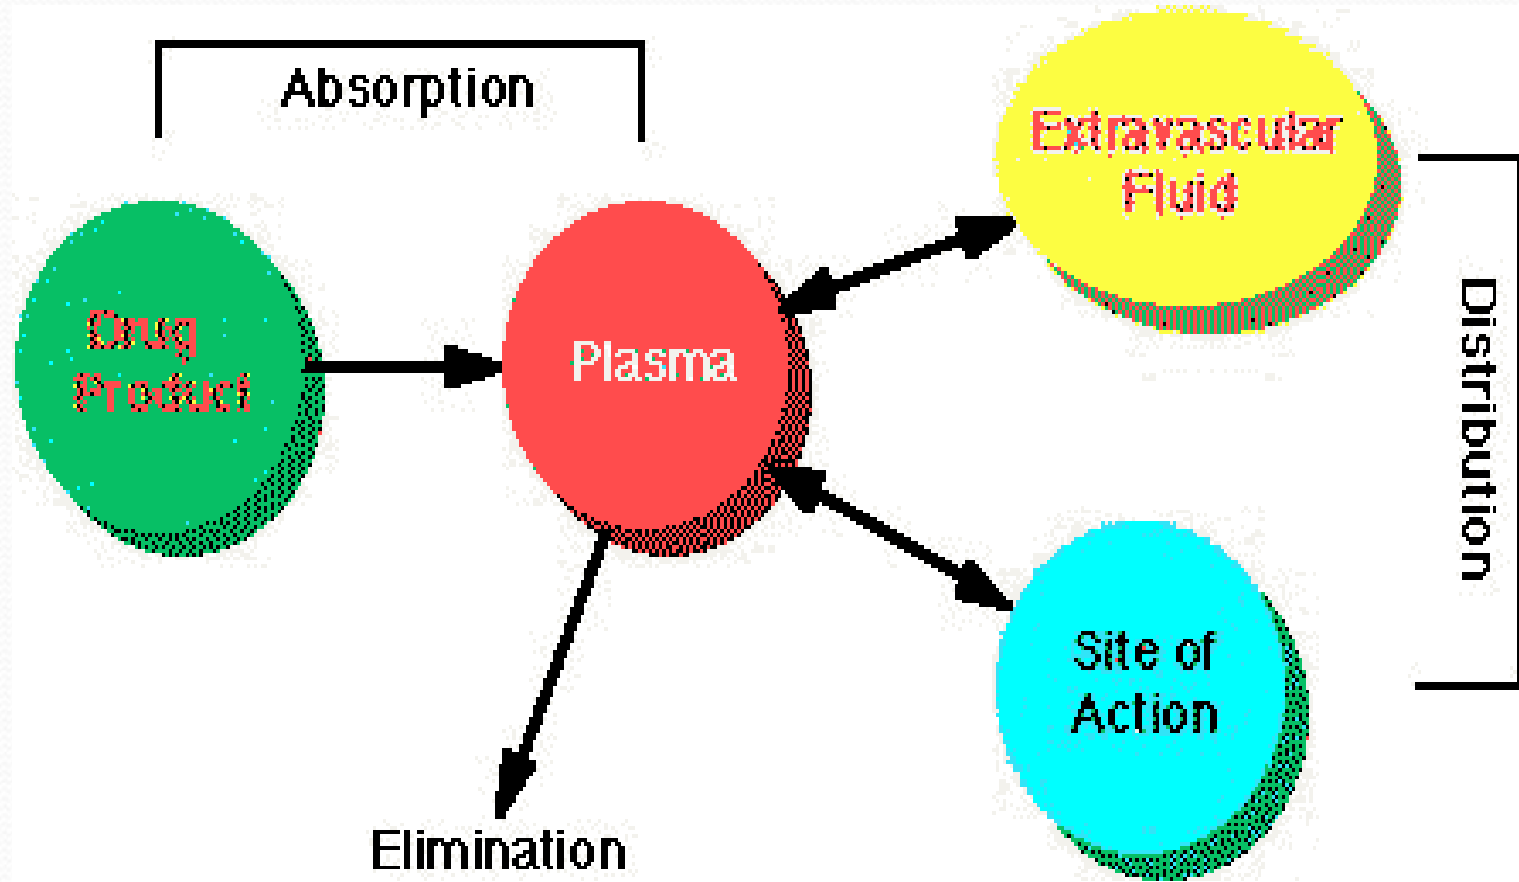 Absorption
Extravascular
Fluid
Drug
Product
Plasma
Distribution
Site of
Action
Elimination